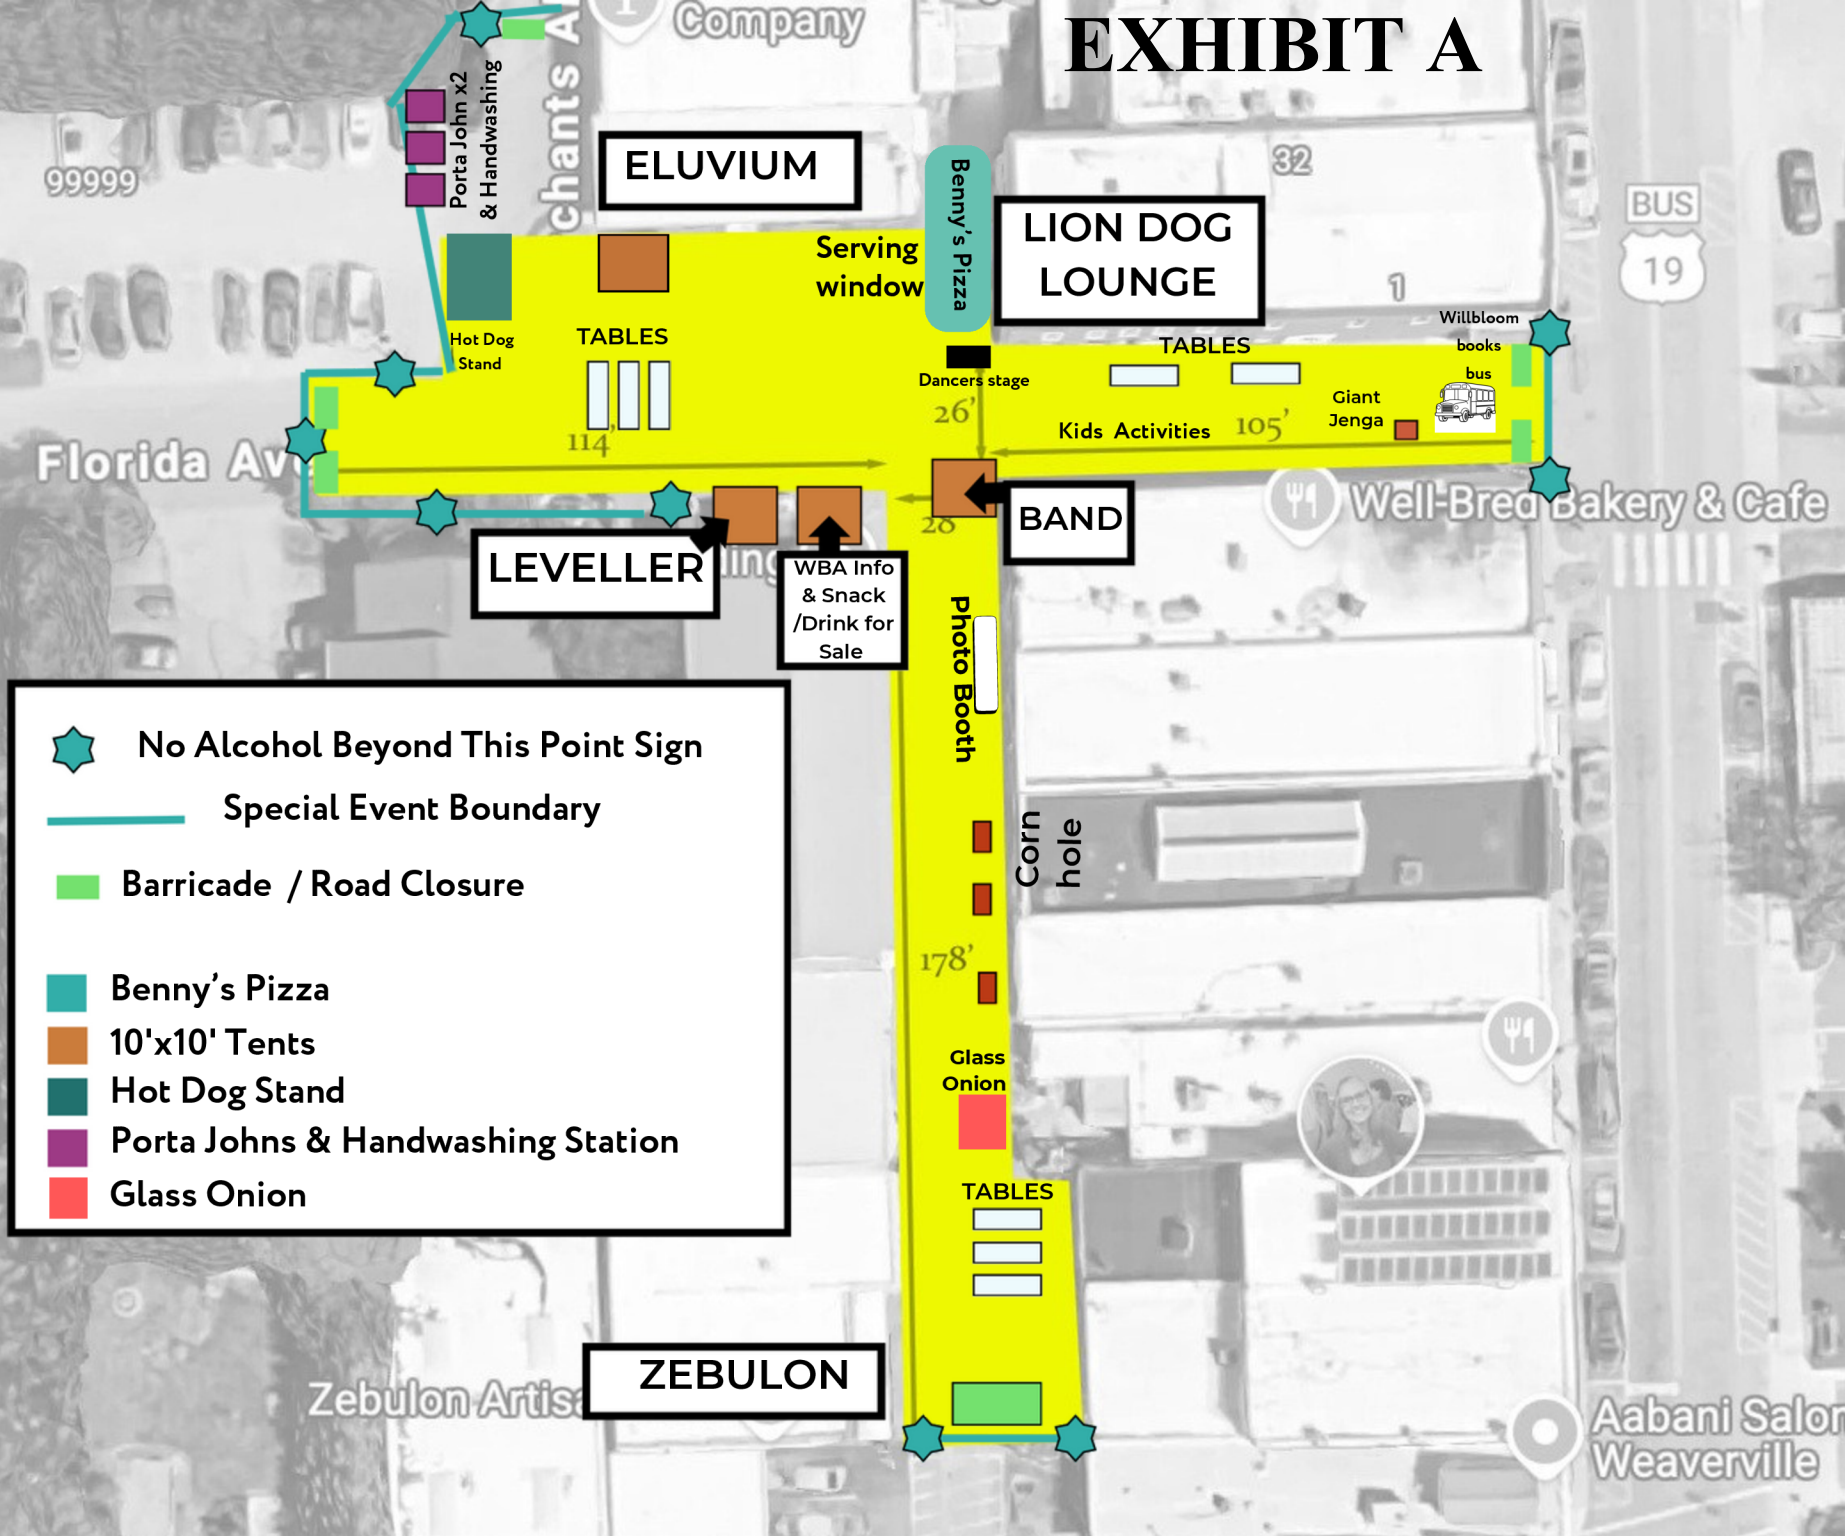 EXHIBIT A
Company
chants A
Porta John x2
& Handwashing
99999
ELUVIUM
Benny's Pizza
LION DOG
LOUNGE
32
1
BUS
19
Serving
window
Hot Dog
Stand
TABLES
Dancers stage
TABLES
Willbloom
books
bus
Giant
Jenga
Kids Activities
26'
105'
114'
Florida Ave
28
BAND
Well-Bred Bakery & Cafe
LEVELLER
ling
WBA Info
& Snack
/Drink for
Sale
Photo Booth
Corn
hole
178'
Glass
Onion
TABLES
No Alcohol Beyond This Point Sign
Special Event Boundary
Barricade / Road Closure
Benny's Pizza
10'x10' Tents
Hot Dog Stand
Porta Johns & Handwashing Station
Glass Onion
ZEBULON
Zebulon Artisa
Aabani Salon
Weaverville